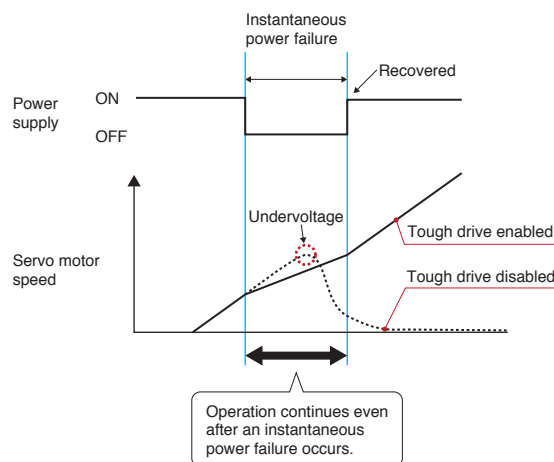 Instantaneous
power failure
Recovered
Power
supply
ON
OFF
Undervoltage
Tough drive enabled
Servo motor
speed
Tough drive disabled
Operation continues even
after an instantaneous
power failure occurs.